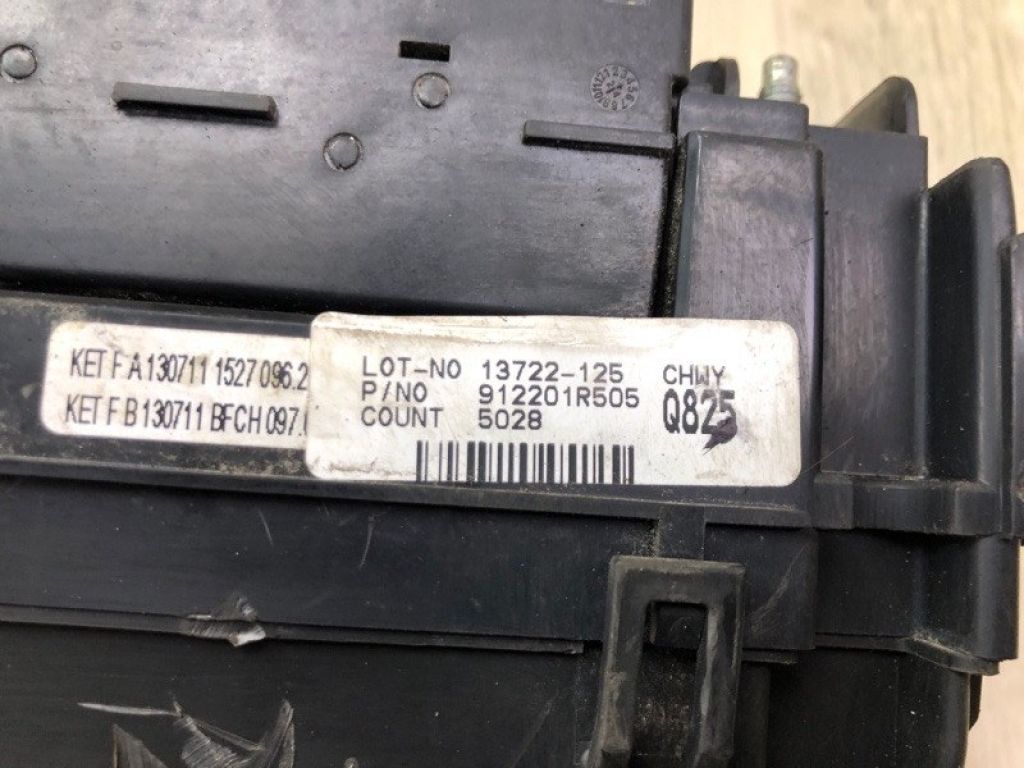 KET F A 130711 1527 096.2
KET F B 130711 BFCH 097.
LOT-NO 13722-125 CHWY
P/NO 912201R505 Q825
COUNT 5028